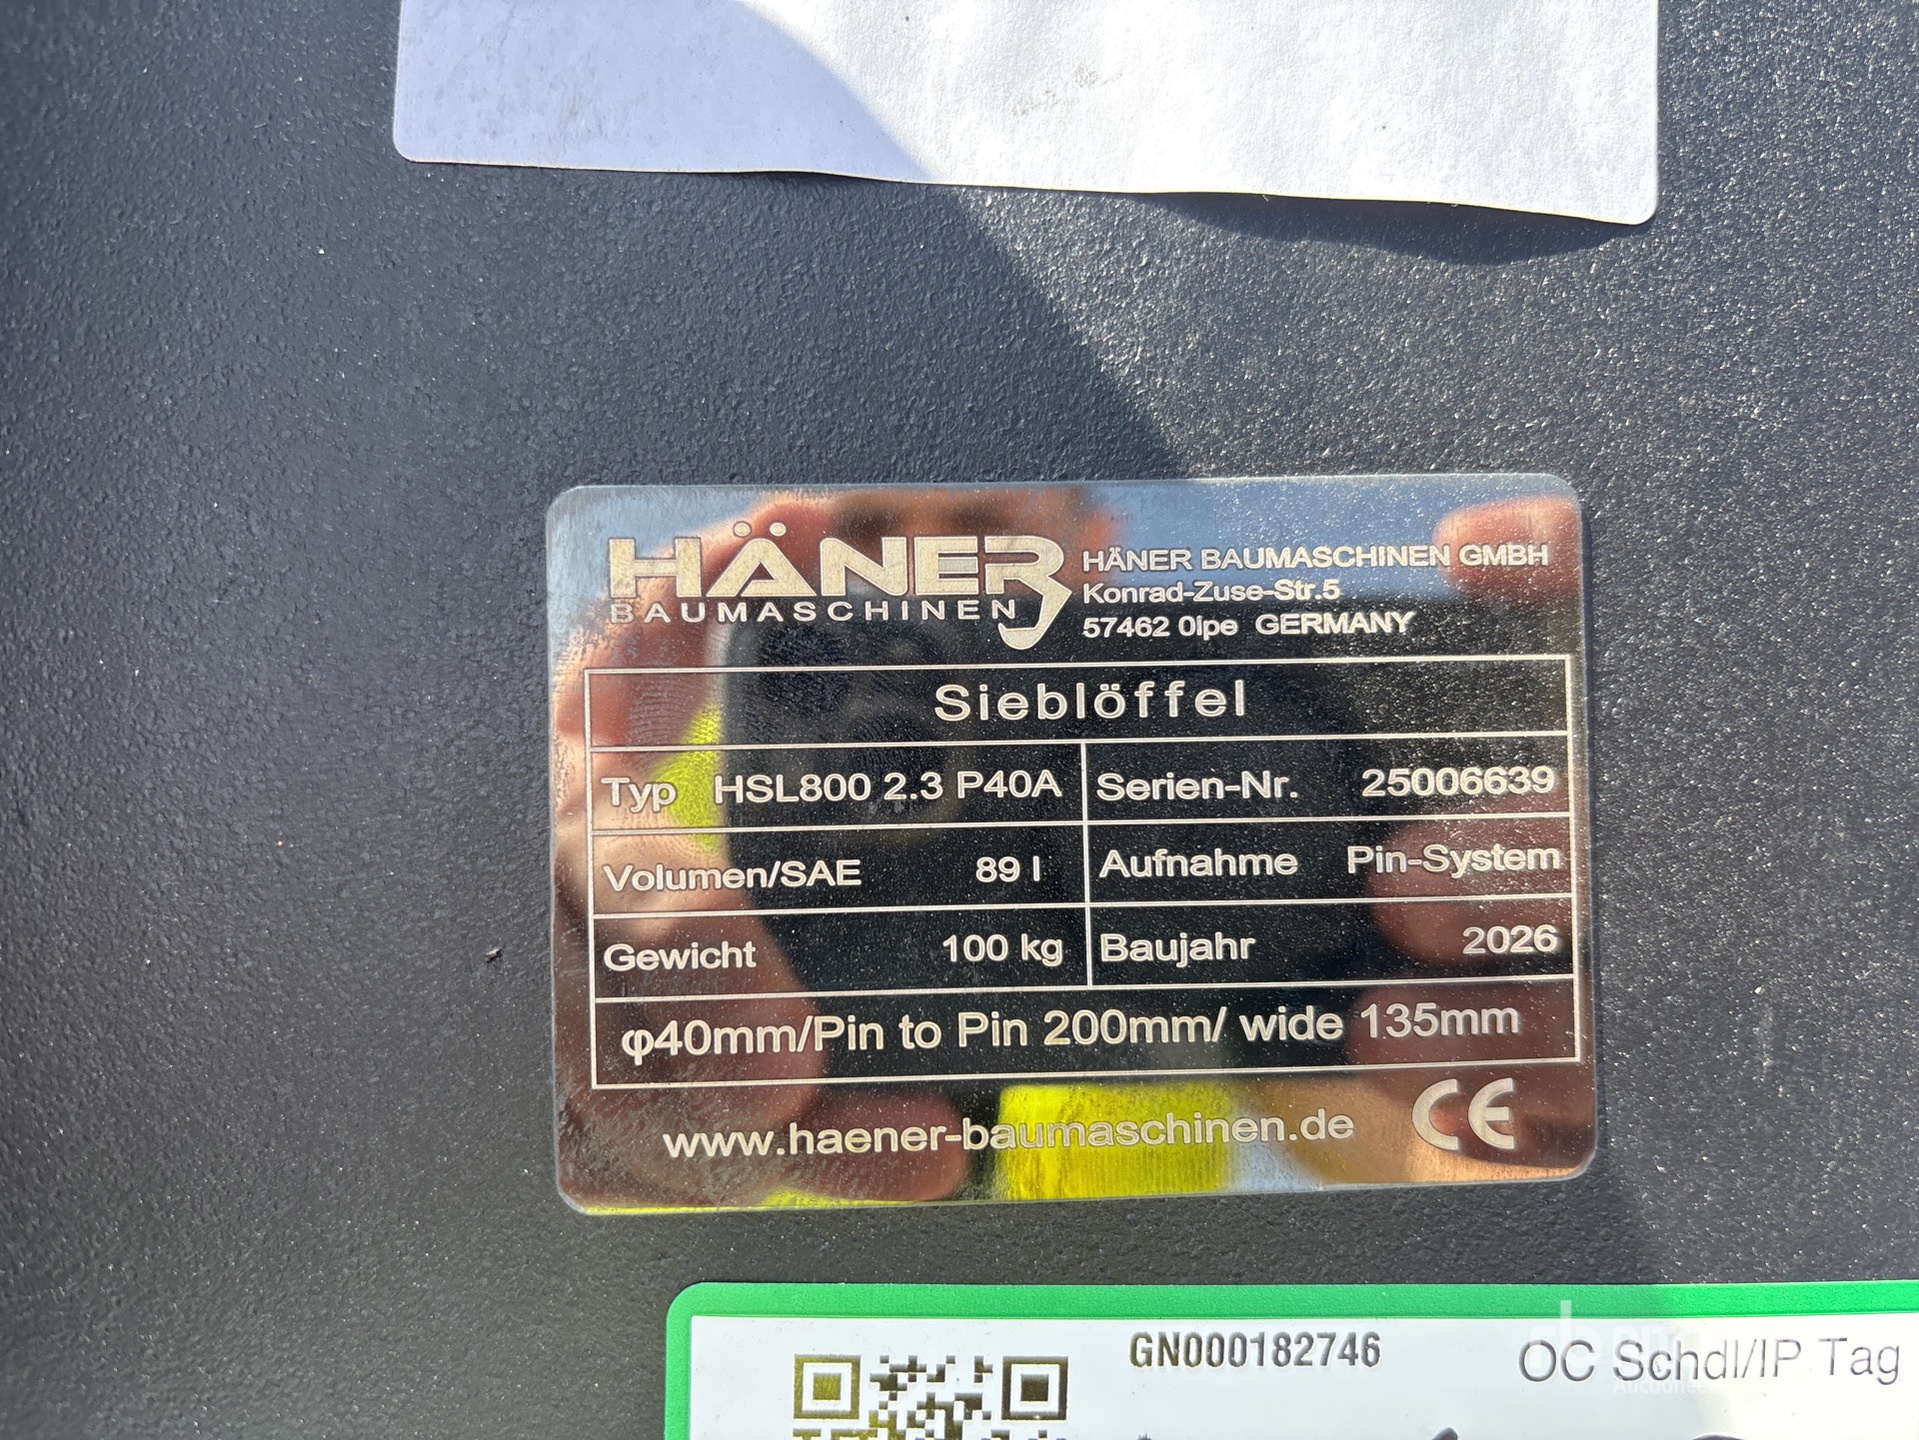 HÄNER
BAUMASCHINEN
HÄNER BAUMASCHINEN GMBH
Konrad-Zuse-Str.5
57462 Olpe GERMANY
Sieblöffel
Typ HSL800 2.3 P40A
Serien-Nr. 25006639
Volumen/SAE 89 l
Aufnahme Pin-System
Gewicht 100 kg
Baujahr 2026
φ40mm/Pin to Pin 200mm/ wide 135mm
www.haener-baumaschinen.de
CE
GN000182746
OC Schdl/IP Tag